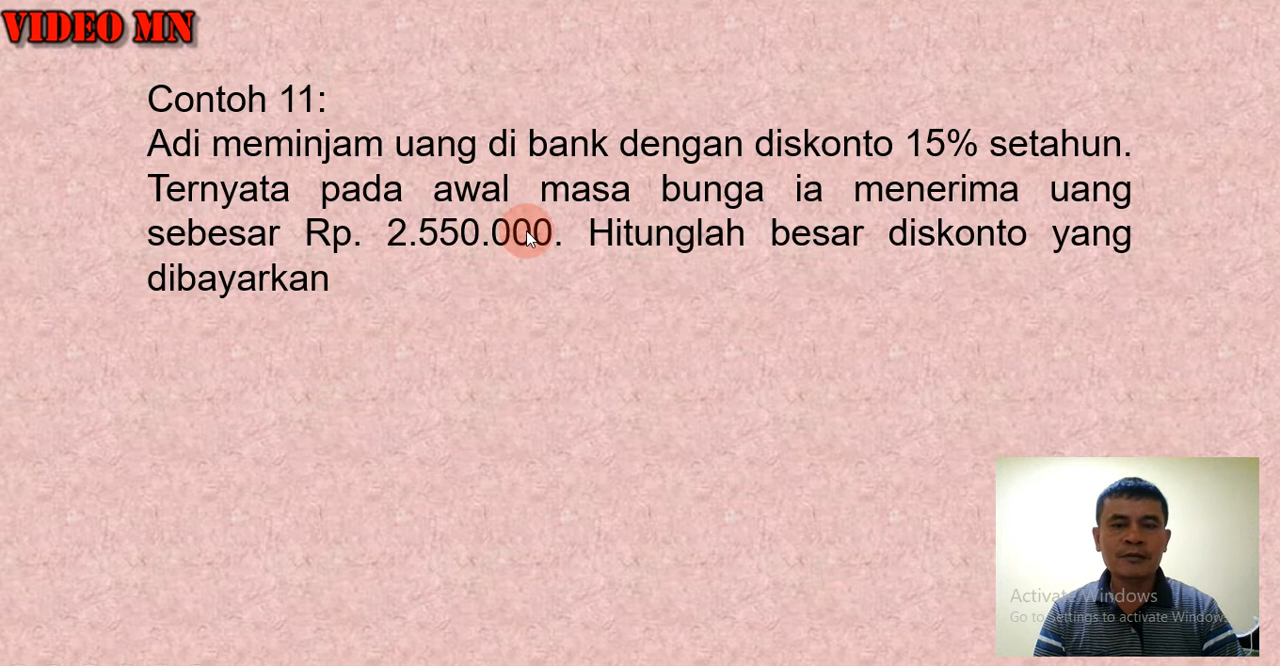 VIDEO MN
Contoh 11:
Adi meminjam uang di bank dengan diskonto 15% setahun.
Ternyata pada awal masa bunga ia menerima uang
sebesar Rp. 2.550.000. Hitunglah besar diskonto yang
dibayarkan
Activate Windows
Go to Settings to activate Windows.